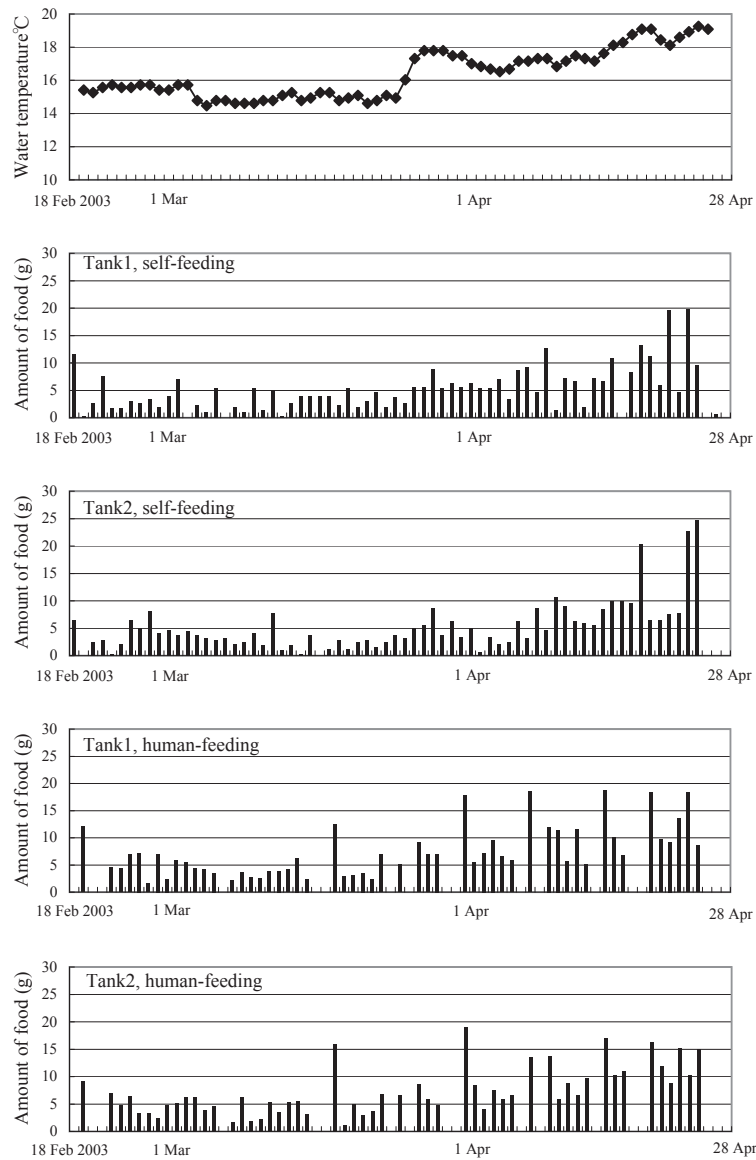 Water temperature℃
20
18
16
14
12
10
18 Feb 2003 1 Mar 1 Apr 28 Apr
Amount of food (g)
30
25
20
15
10
5
0
Tank1, self-feeding
18 Feb 2003 1 Mar 1 Apr 28 Apr
Amount of food (g)
30
25
20
15
10
5
0
Tank2, self-feeding
18 Feb 2003 1 Mar 1 Apr 28 Apr
Amount of food (g)
30
25
20
15
10
5
0
Tank1, human-feeding
18 Feb 2003 1 Mar 1 Apr 28 Apr
Amount of food (g)
30
25
20
15
10
5
0
Tank2, human-feeding
18 Feb 2003 1 Mar 1 Apr 28 Apr